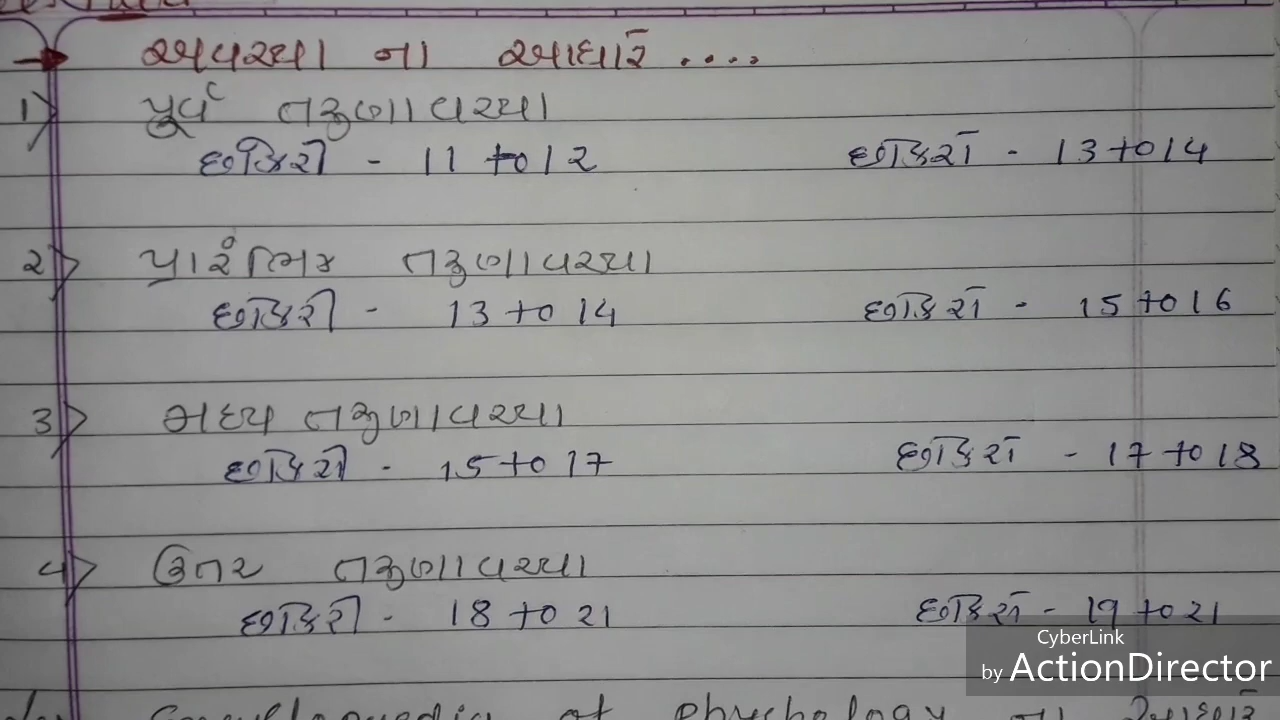 અવસ્થા ના આધારે ....
1) પુર્વ તરુણાવસ્થા
છોકરી - 11 to 12 છોકરો - 13 to 14
2) પ્રારંભિક તરુણાવસ્થા
છોકરી - 13 to 14 છોકરો - 15 to 16
3) મધ્ય તરુણાવસ્થા
છોકરી - 15 to 17 છોકરો - 17 to 18
4) ઉતર તરુણાવસ્થા
છોકરી - 18 to 21 છોકરો - 19 to 21
CyberLink
by ActionDirector
of ના